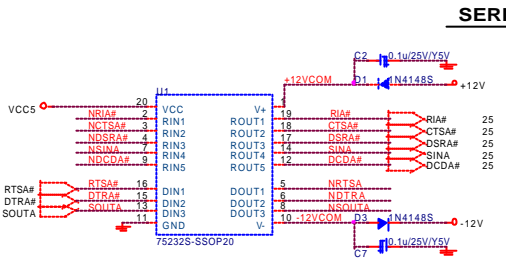 SERI
C2 0.1u/25V/Y5V
+12VCOM D1 1N4148S
+12V
U1
VCC5 20 VCC V+ 1
NRIA# 2 RIN1 ROUT1 19 RIA# RIA# 25
NCTSA# 3 RIN2 ROUT2 18 CTSA# CTSA# 25
NDSRA# 4 RIN3 ROUT3 17 DSRA# DSRA# 25
NSINA 7 RIN4 ROUT4 14 SINA SINA 25
NDCDA# 9 RIN5 ROUT5 12 DCDA# DCDA# 25
RTSA# RTSA# 16 DIN1 DOUT1 5 NRTSA
DTRA# DTRA# 15 DIN2 DOUT2 6 NDTRA
SOUTA SOUTA 13 DIN3 DOUT3 8 NSOUTA
11 GND V- 10 -12VCOM D3 1N4148S -12V
75232S-SSOP20
C7 0.1u/25V/Y5V